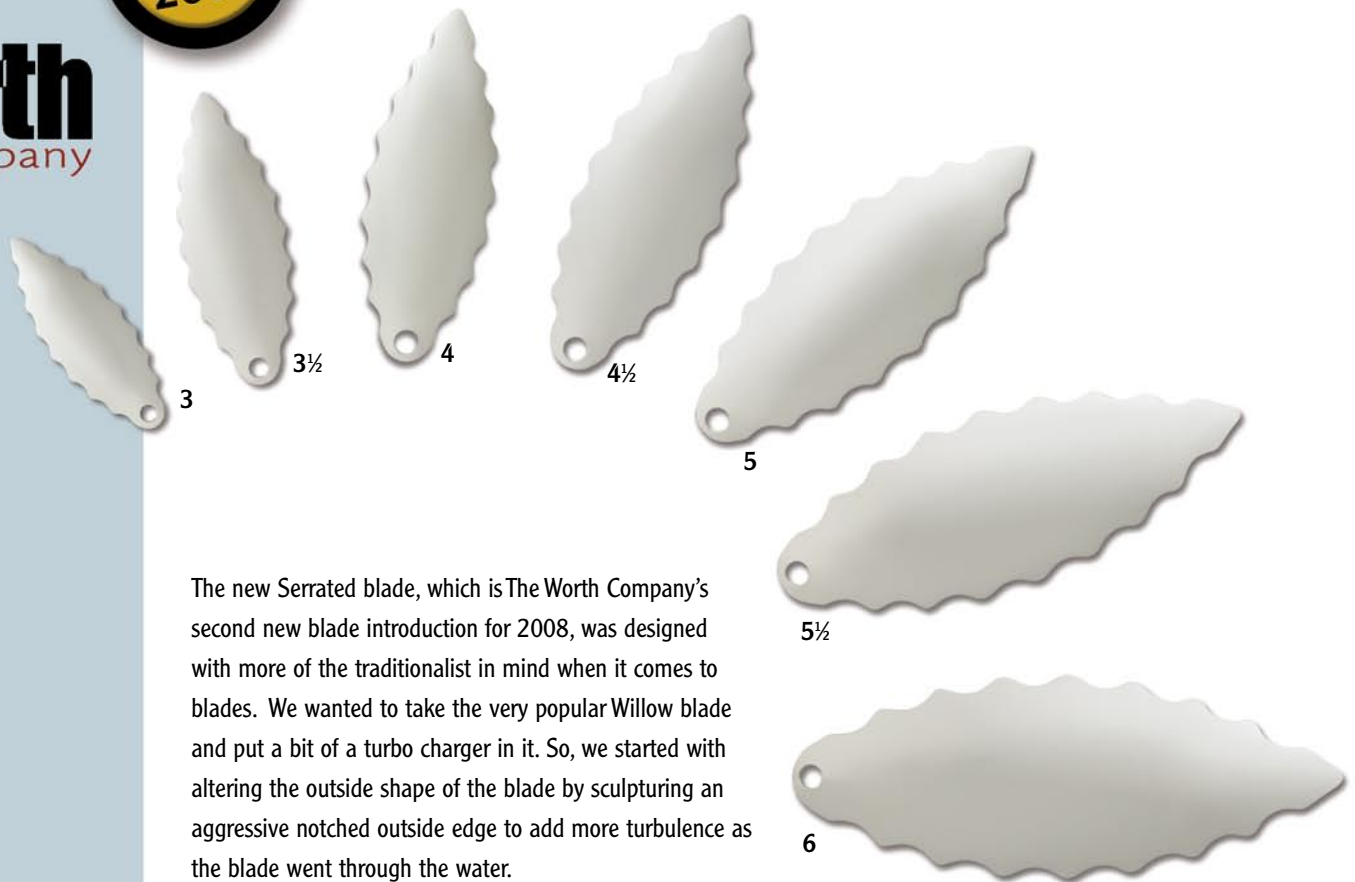 3
3½
4
4½
5
5½
6
The new Serrated blade, which is The Worth Company's
second new blade introduction for 2008, was designed
with more of the traditionalist in mind when it comes to
blades. We wanted to take the very popular Willow blade
and put a bit of a turbo charger in it. So, we started with
altering the outside shape of the blade by sculpturing an
aggressive notched outside edge to add more turbulence as
the blade went through the water.